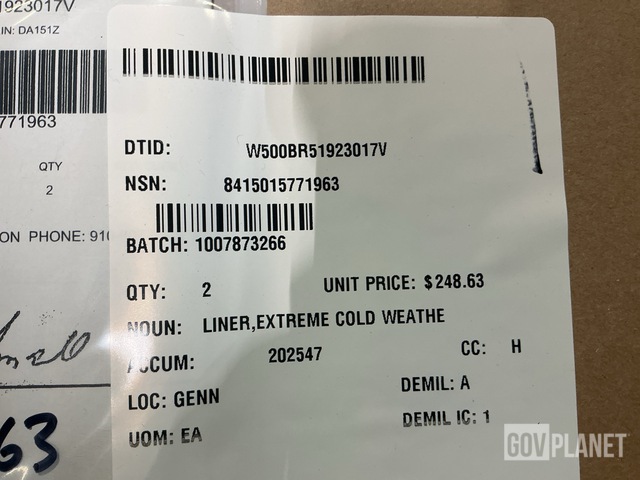 1923017V
IN: DA151Z
771963
QTY
2
ON PHONE: 910
63
DTID: W500BR51923017V
NSN: 8415015771963
BATCH: 1007873266
QTY: 2 UNIT PRICE: $248.63
NOUN: LINER,EXTREME COLD WEATHE
ACCUM: 202547 CC: H
LOC: GENN DEMIL: A
UOM: EA DEMIL IC: 1
GOVPLANET